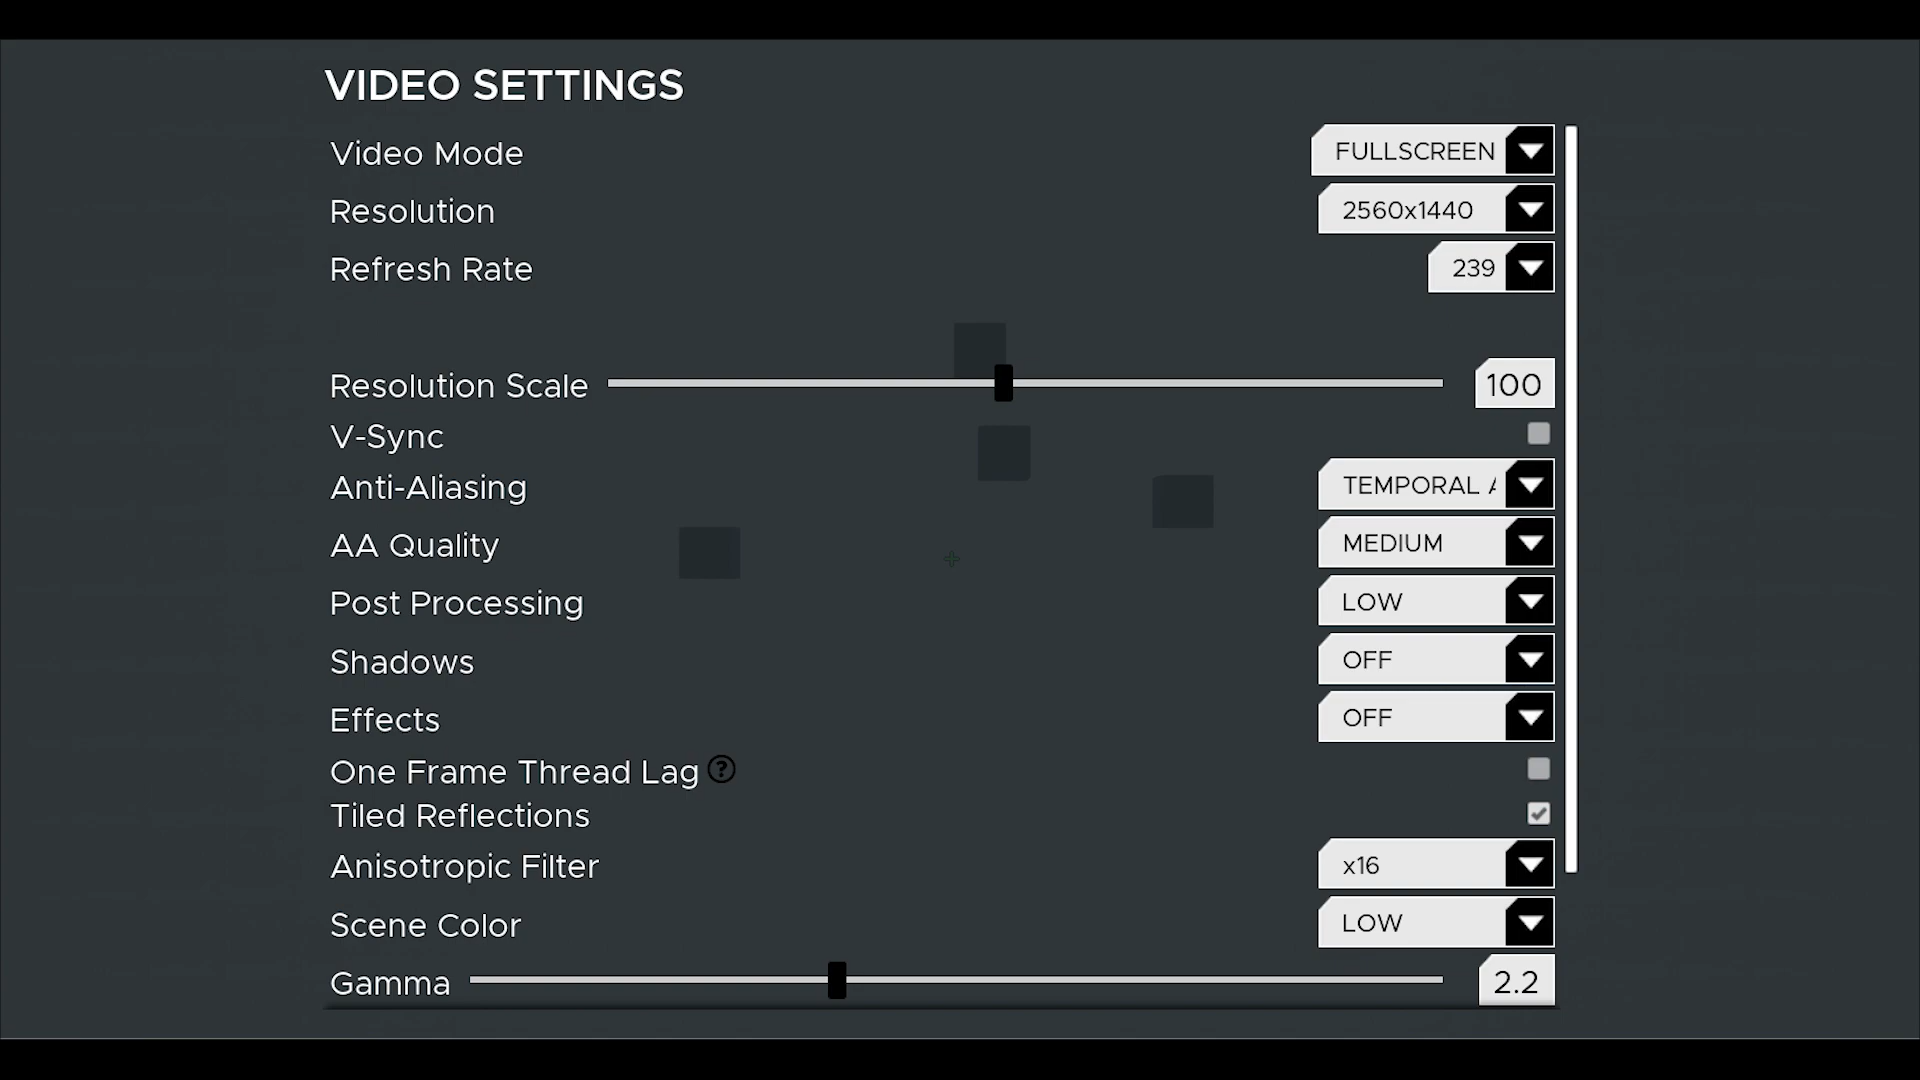 VIDEO SETTINGS
Video Mode FULLSCREEN
Resolution 2560x1440
Refresh Rate 239
Resolution Scale 100
V-Sync
Anti-Aliasing TEMPORAL
AA Quality MEDIUM
Post Processing LOW
Shadows OFF
Effects OFF
One Frame Thread Lag ?
Tiled Reflections
Anisotropic Filter x16
Scene Color LOW
Gamma 2.2